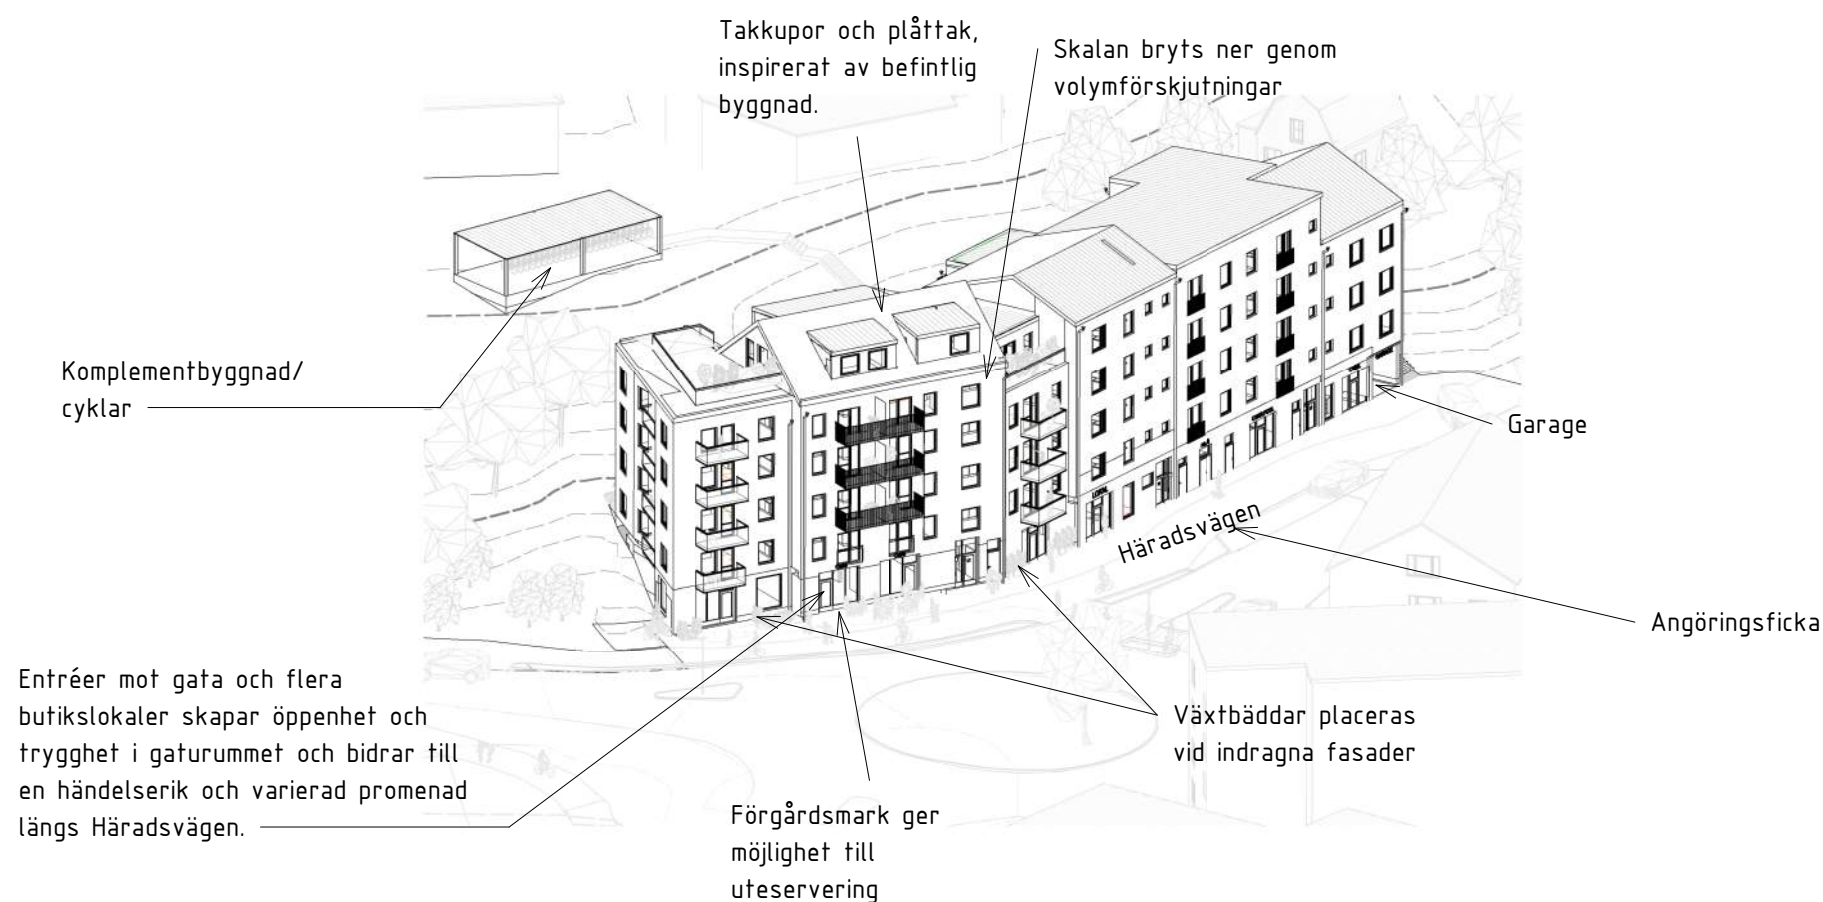 Takkupor och plåttak,
inspirerat av befintlig
byggnad.
Skalan bryts ner genom
volymförskjutningar
Komplementbyggnad/
cyklar
Garage
Häradsvägen
Angöringsficka
Entréer mot gata och flera
butikslokaler skapar öppenhet och
trygghet i gaturummet och bidrar till
en händelserik och varierad promenad
längs Häradsvägen.
Växtbäddar placeras
vid indragna fasader
Förgårdsmark ger
möjlighet till
uteservering
LOKAL